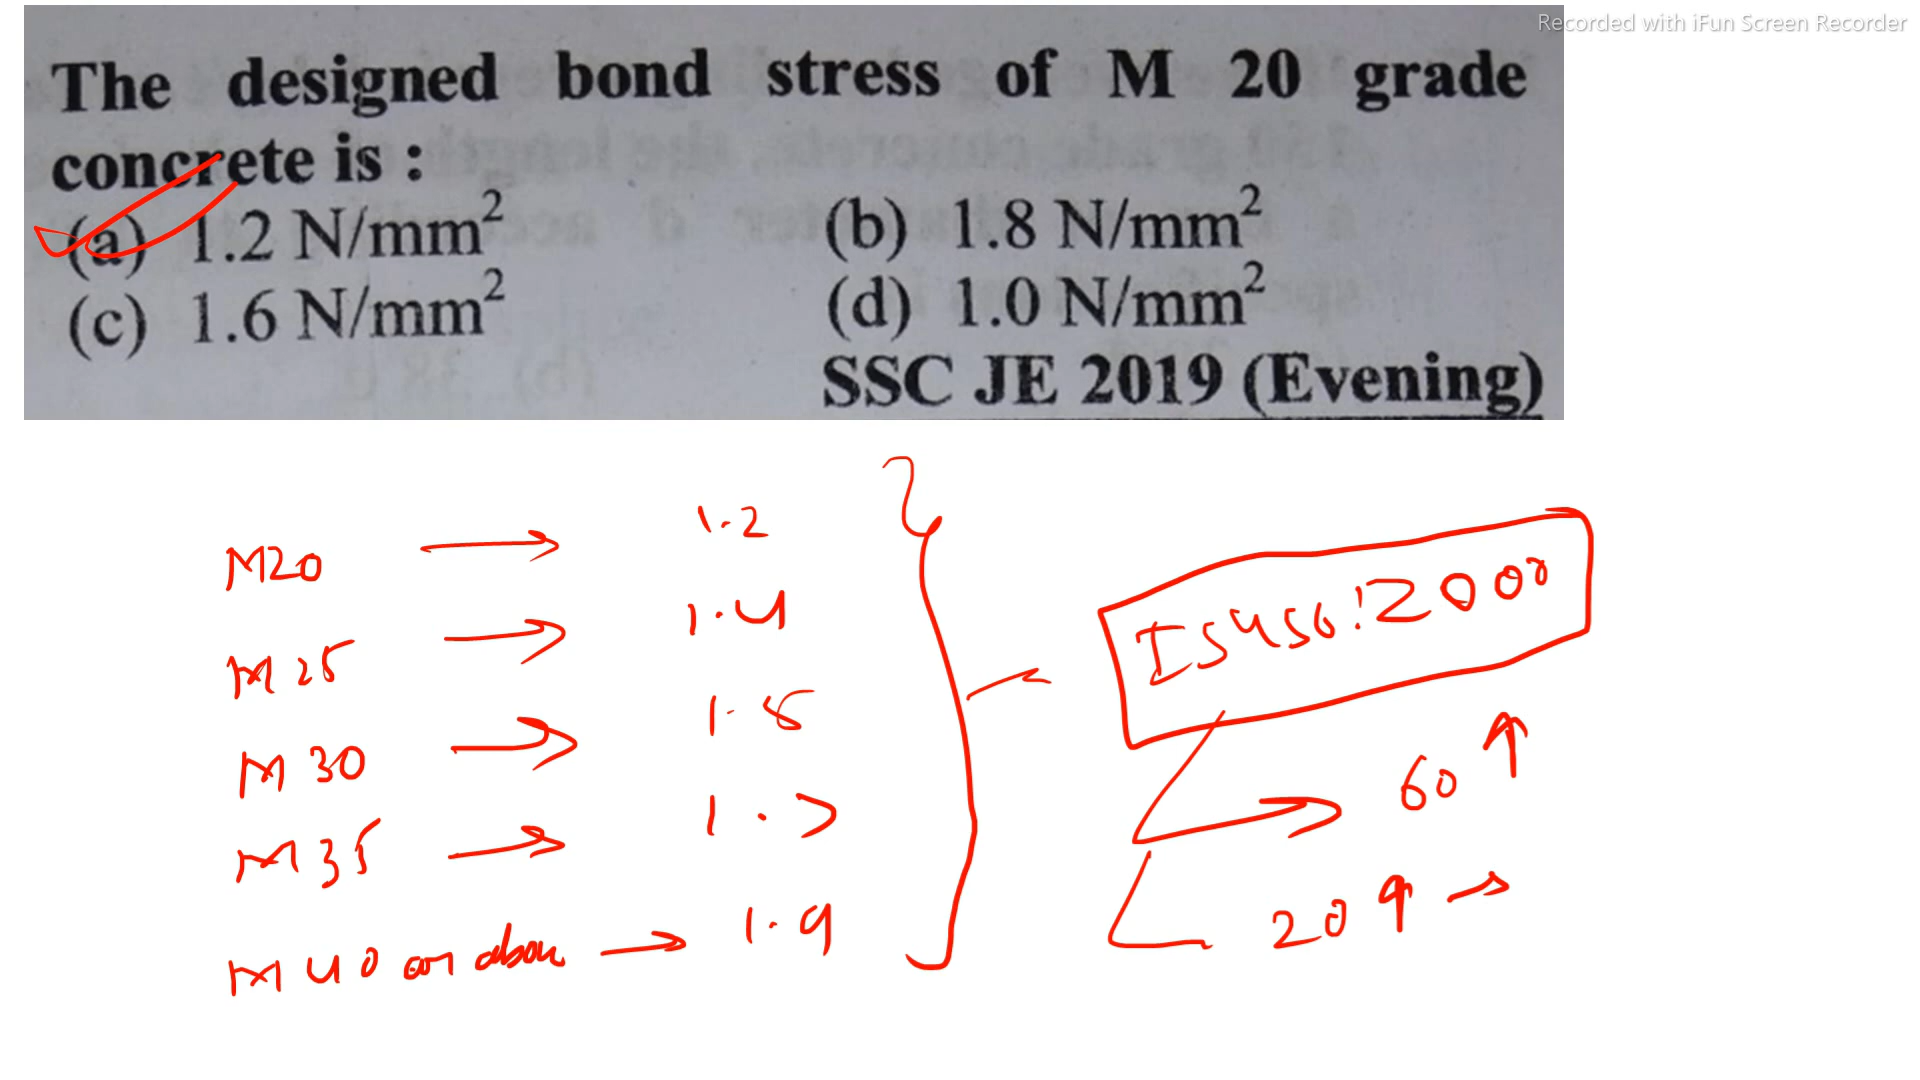 Recorded with iFun Screen Recorder
The designed bond stress of M 20 grade
concrete is :
(a) 1.2 N/mm² (b) 1.8 N/mm²
(c) 1.6 N/mm² (d) 1.0 N/mm²
SSC JE 2019 (Evening)
M20 → 1.2
M25 → 1.4
M30 → 1.5
M35 → 1.7
M40 or above → 1.9
IS456:2000
60 ↑
20 ↑ →